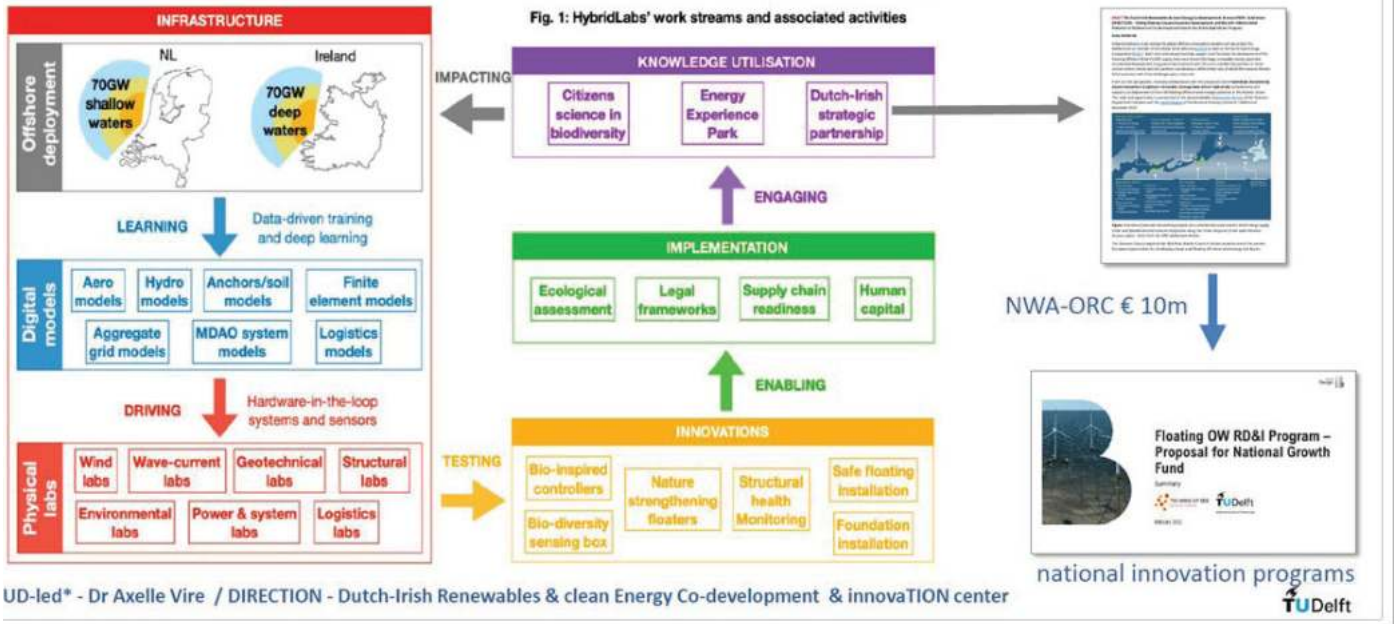 Fig. 1: HybridLabs' work streams and associated activities
INFRASTRUCTURE
Offshore
deployment
NL
70GW
shallow
waters
Ireland
70GW
deep
waters
LEARNING
Data-driven training
and deep learning
Digital
models
Aero
models
Hydro
models
Anchors/soil
models
Finite
element models
Aggregate
grid models
MDAO system
models
Logistics
models
DRIVING
Hardware-in-the-loop
systems and sensors
Physical
labs
Wind
labs
Wave-current
labs
Geotechnical
labs
Structural
labs
Environmental
labs
Power & system
labs
Logistics
labs
TESTING
INNOVATIONS
Bio-inspired
controllers
Bio-diversity
sensing box
Nature
strengthening
floaters
Structural
health
Monitoring
Safe floating
installation
Foundation
installation
ENABLING
IMPLEMENTATION
Ecological
assessment
Legal
frameworks
Supply chain
readiness
Human
capital
ENGAGING
KNOWLEDGE UTILISATION
Citizens
science in
biodiversity
Energy
Experience
Park
Dutch-Irish
strategic
partnership
IMPACTING
NWA-ORC € 10m
Floating OW RD&I Program –
Proposal for National Growth
Fund
Summary
TUDelft
national innovation programs
UD-led* - Dr Axelle Vire / DIRECTION - Dutch-Irish Renewables & clean Energy Co-development & innovaTION center
TUDelft